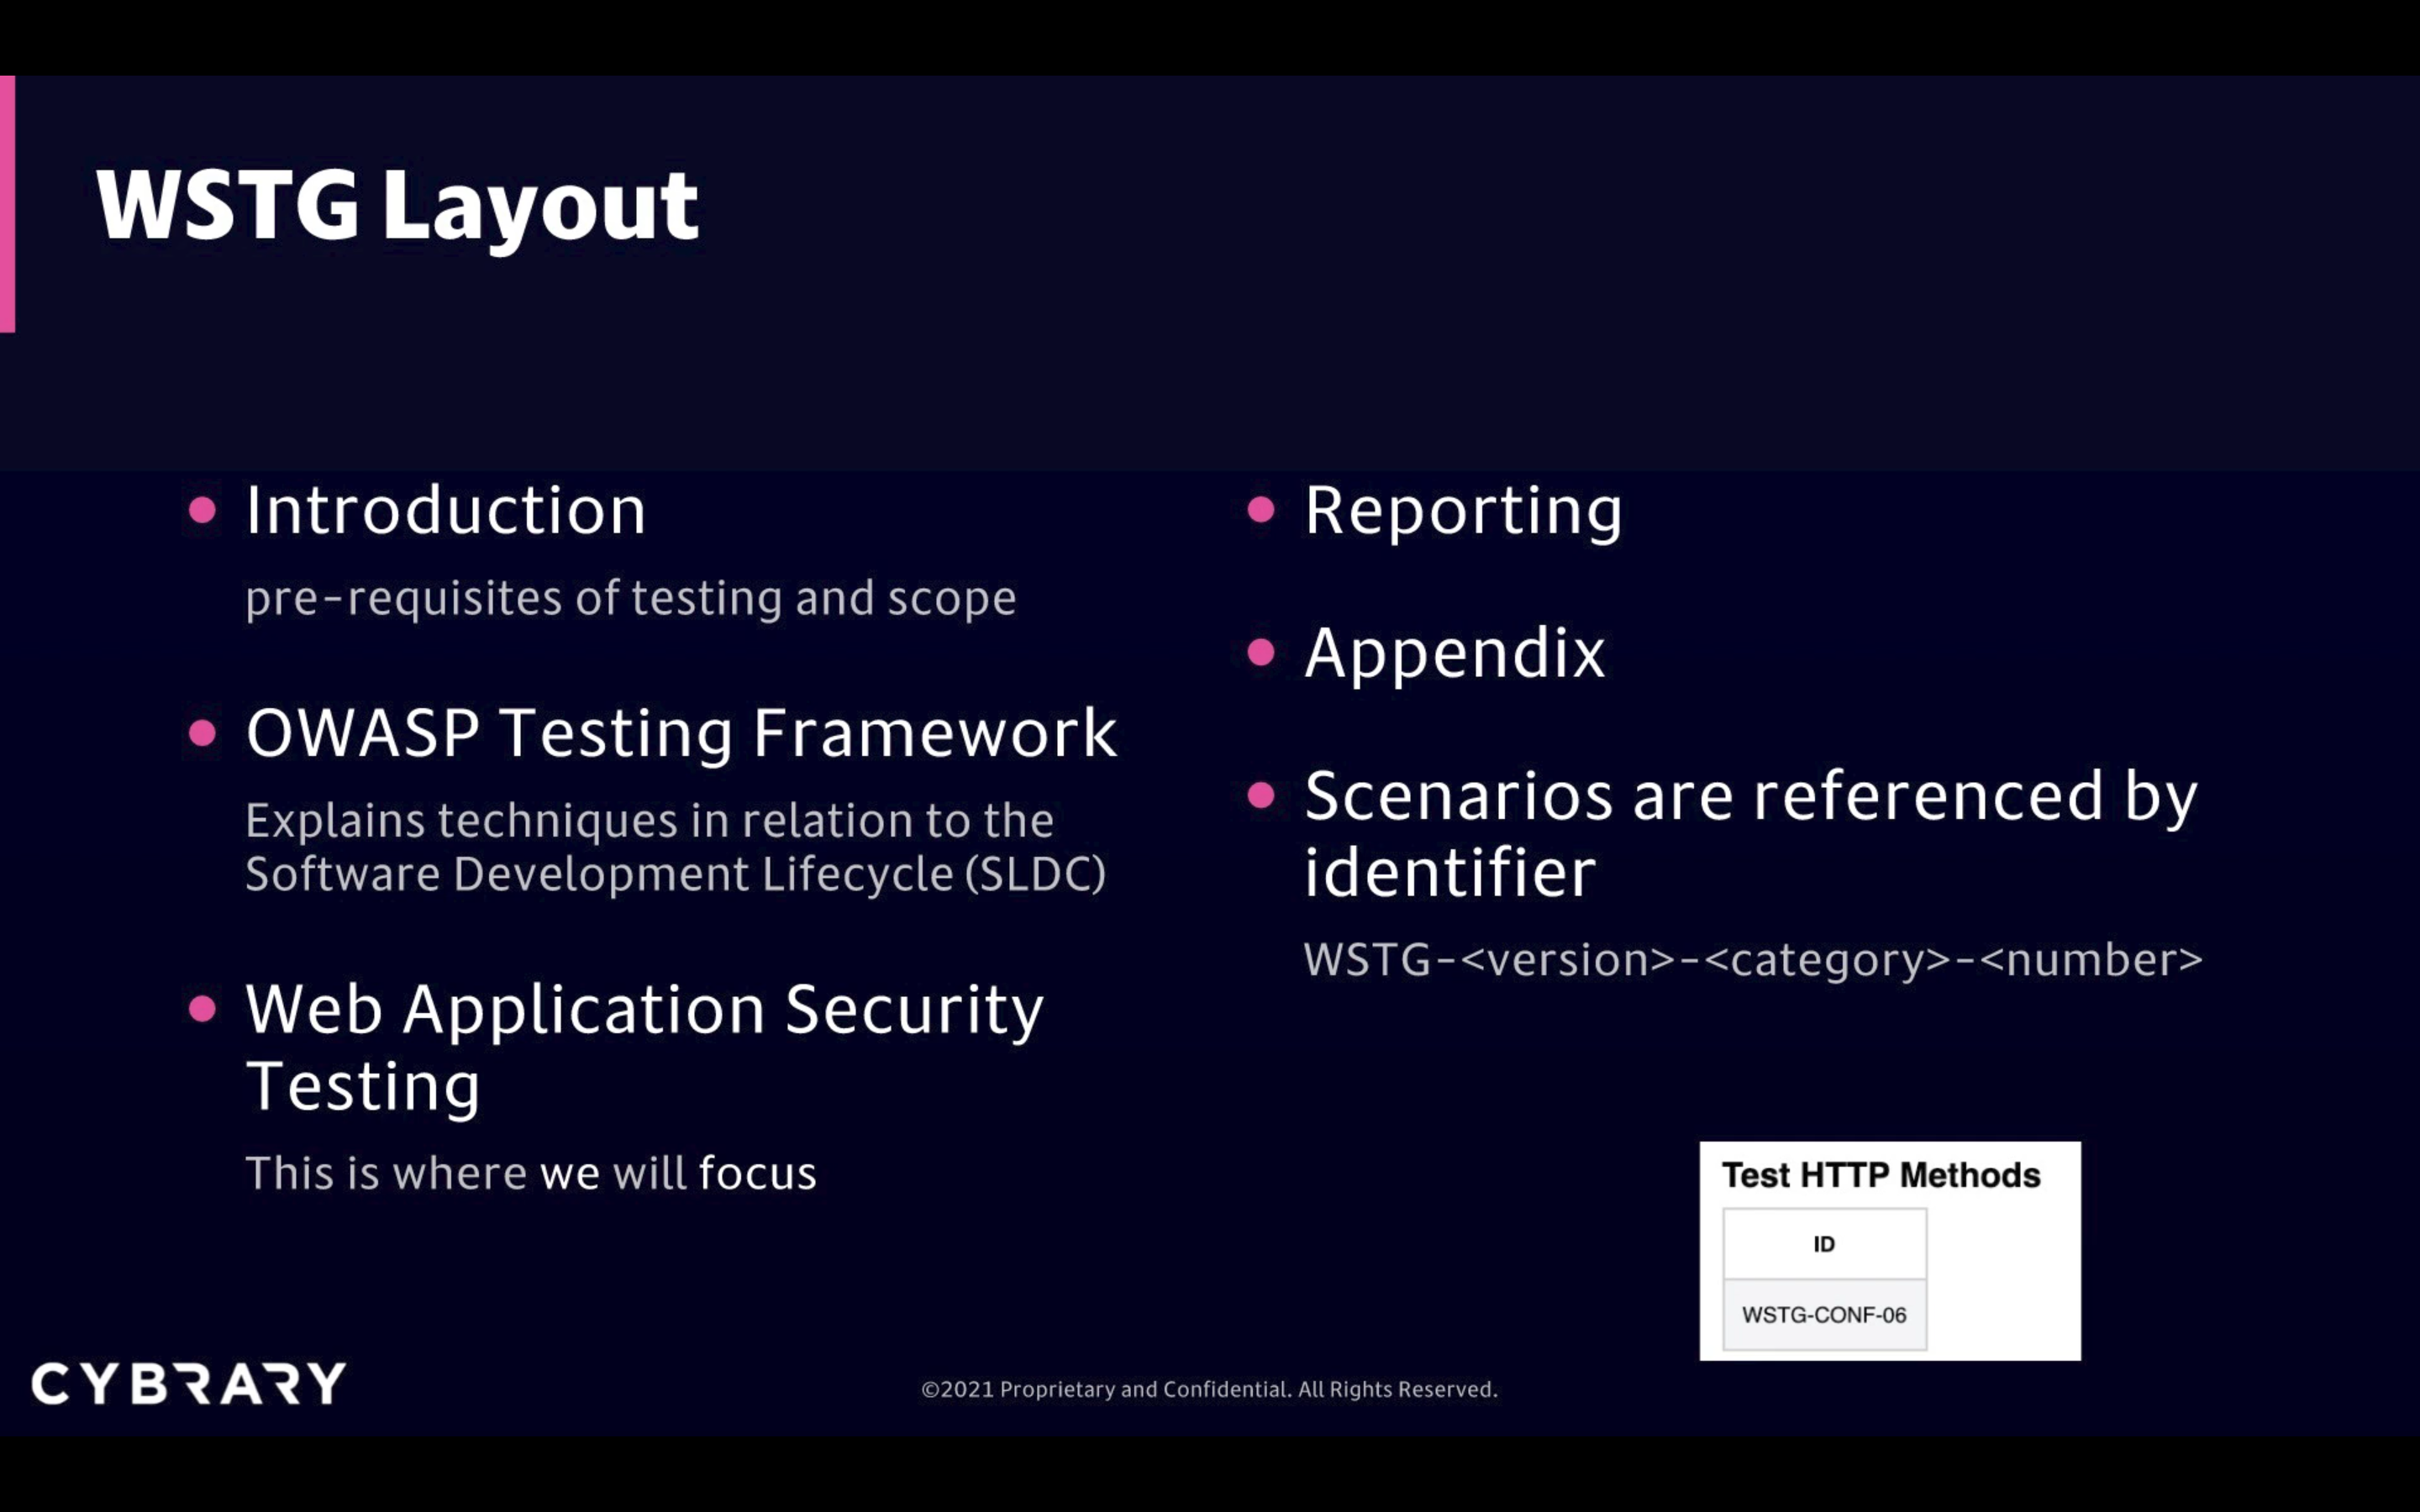 WSTG Layout
Introduction
pre-requisites of testing and scope
OWASP Testing Framework
Explains techniques in relation to the
Software Development Lifecycle (SLDC)
Web Application Security
Testing
This is where we will focus
Reporting
Appendix
Scenarios are referenced by
identifier
WSTG-<version>-<category>-<number>
Test HTTP Methods
ID
WSTG-CONF-06
CYBRARY
©2021 Proprietary and Confidential. All Rights Reserved.